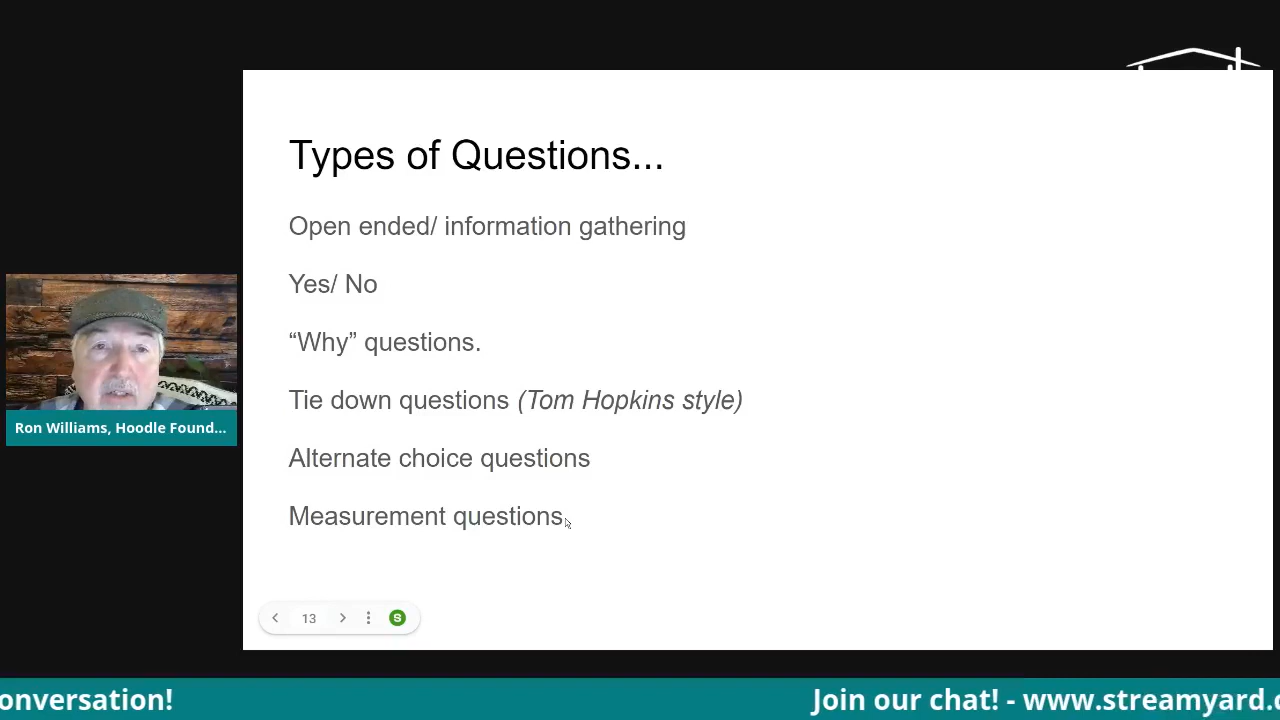 Types of Questions...
Open ended/ information gathering
Yes/ No
“Why” questions.
Tie down questions (Tom Hopkins style)
Alternate choice questions
Measurement questions.
Ron Williams, Hoodle Found...
13
S
onversation!
Join our chat! - www.streamyard.c